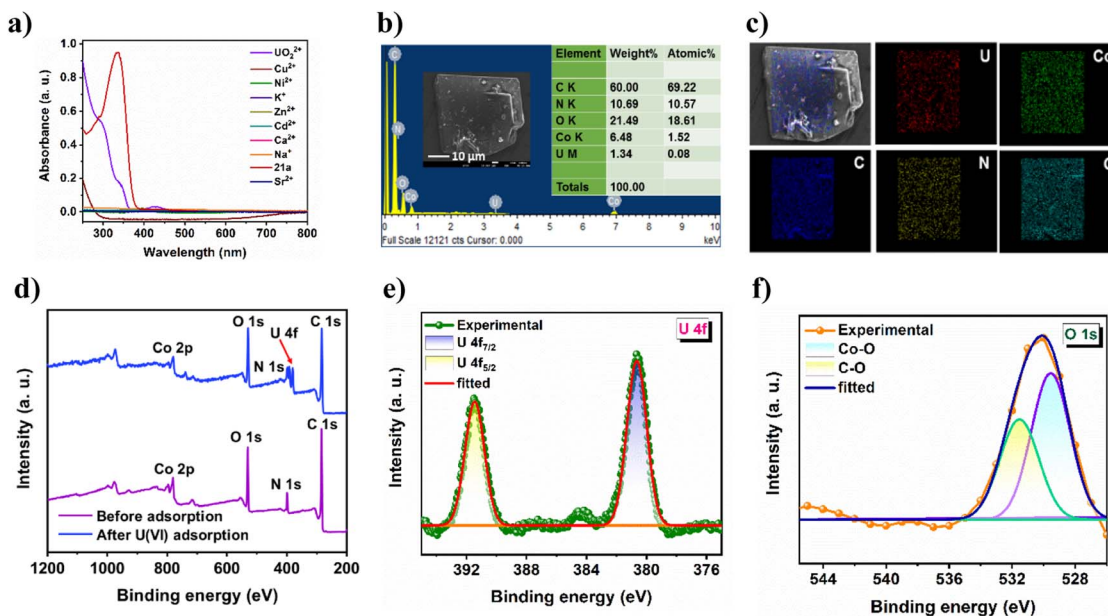 a)
1.0
0.8
0.6
0.4
0.2
0.0
Absorbance (a. u.)
UO₂²⁺
Cu²⁺
Ni²⁺
K⁺
Zn²⁺
Cd²⁺
Ca²⁺
Na⁺
21a
Sr²⁺
300 400 500 600 700 800
Wavelength (nm)
b)
C
C
N
O
Co
U
Co
10 µm
Element Weight% Atomic%
C K 60.00 69.22
N K 10.69 10.57
O K 21.49 18.61
Co K 6.48 1.52
U M 1.34 0.08
Totals 100.00
0 1 2 3 4 5 6 7 8 9 10
Full Scale 12121 cts Cursor: 0.000 keV
c)
U
Co
C
N
d)
Intensity (a. u.)
Co 2p
O 1s
U 4f
N 1s
C 1s
Co 2p
O 1s
N 1s
C 1s
Before adsorption
After U(VI) adsorption
1200 1000 800 600 400 200
Binding energy (eV)
e)
Intensity (a. u.)
Experimental
U 4f₇/₂
U 4f₅/₂
fitted
U 4f
392 388 384 380 376
Binding energy (eV)
f)
Intensity (a. u.)
Experimental
Co-O
C-O
fitted
O 1s
544 540 536 532 528
Binding energy (eV)